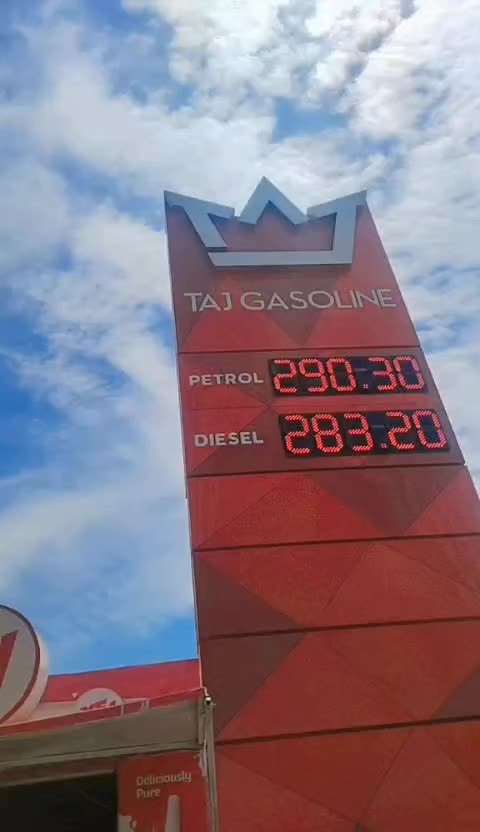 TAJ GASOLINE
PETROL 290.30
DIESEL 283.20
Deliciously
Pure